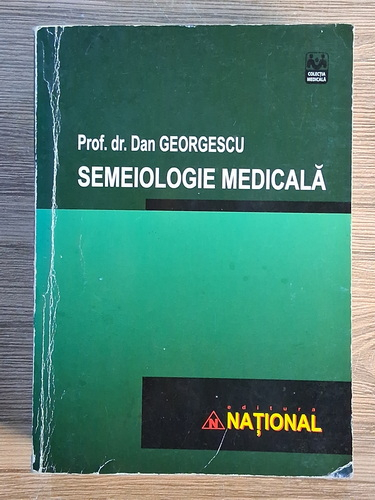 COLECȚIA
MEDICALĂ
Prof. dr. Dan GEORGESCU
SEMEIOLOGIE MEDICALĂ
editura
N NAȚIONAL